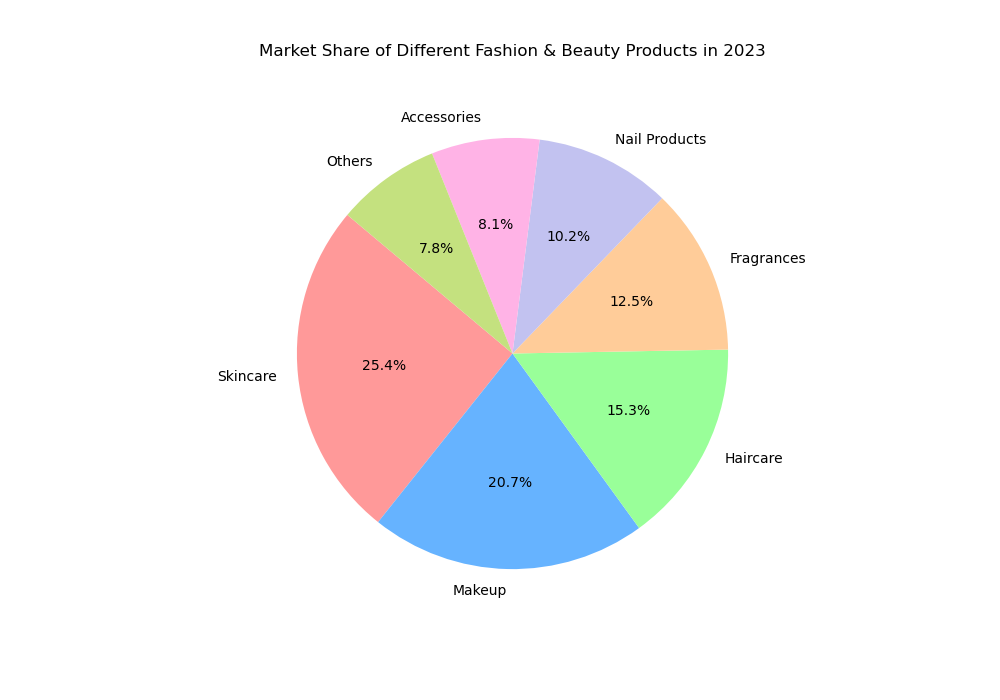 Market Share of Different Fashion & Beauty Products in 2023
Accessories
Nail Products
Others
8.1%
10.2%
7.8%
Fragrances
12.5%
25.4%
Skincare
15.3%
Haircare
20.7%
Makeup